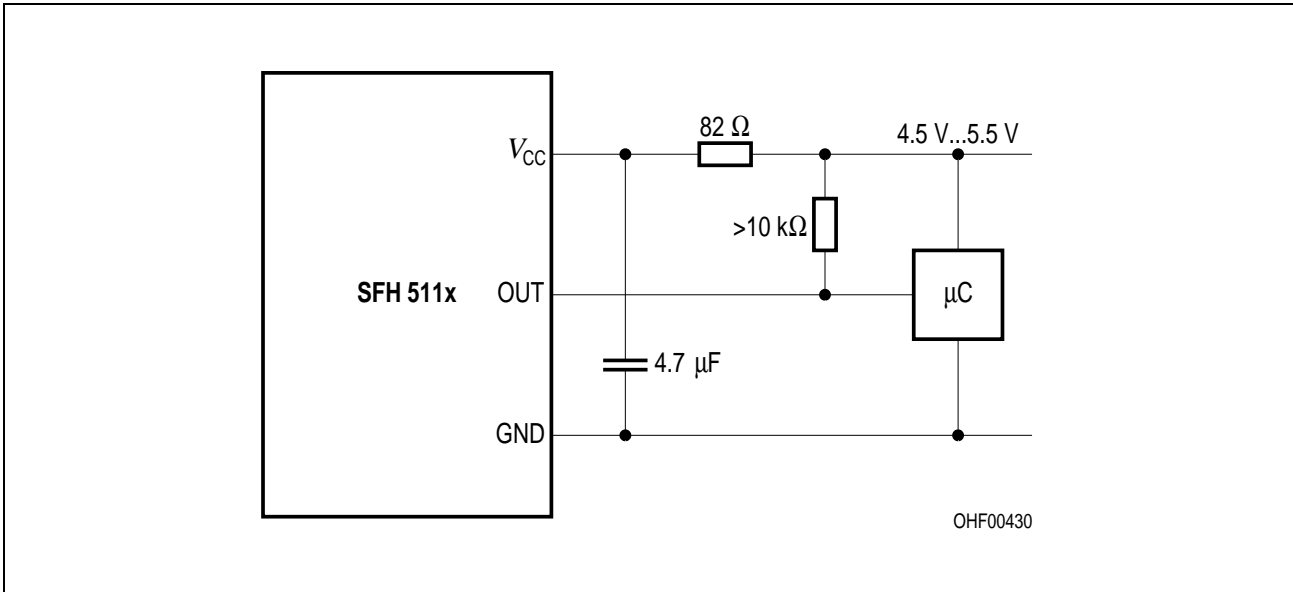 82 Ω
4.5 V...5.5 V
VCC
>10 kΩ
SFH 511x
OUT
μC
4.7 μF
GND
OHF00430